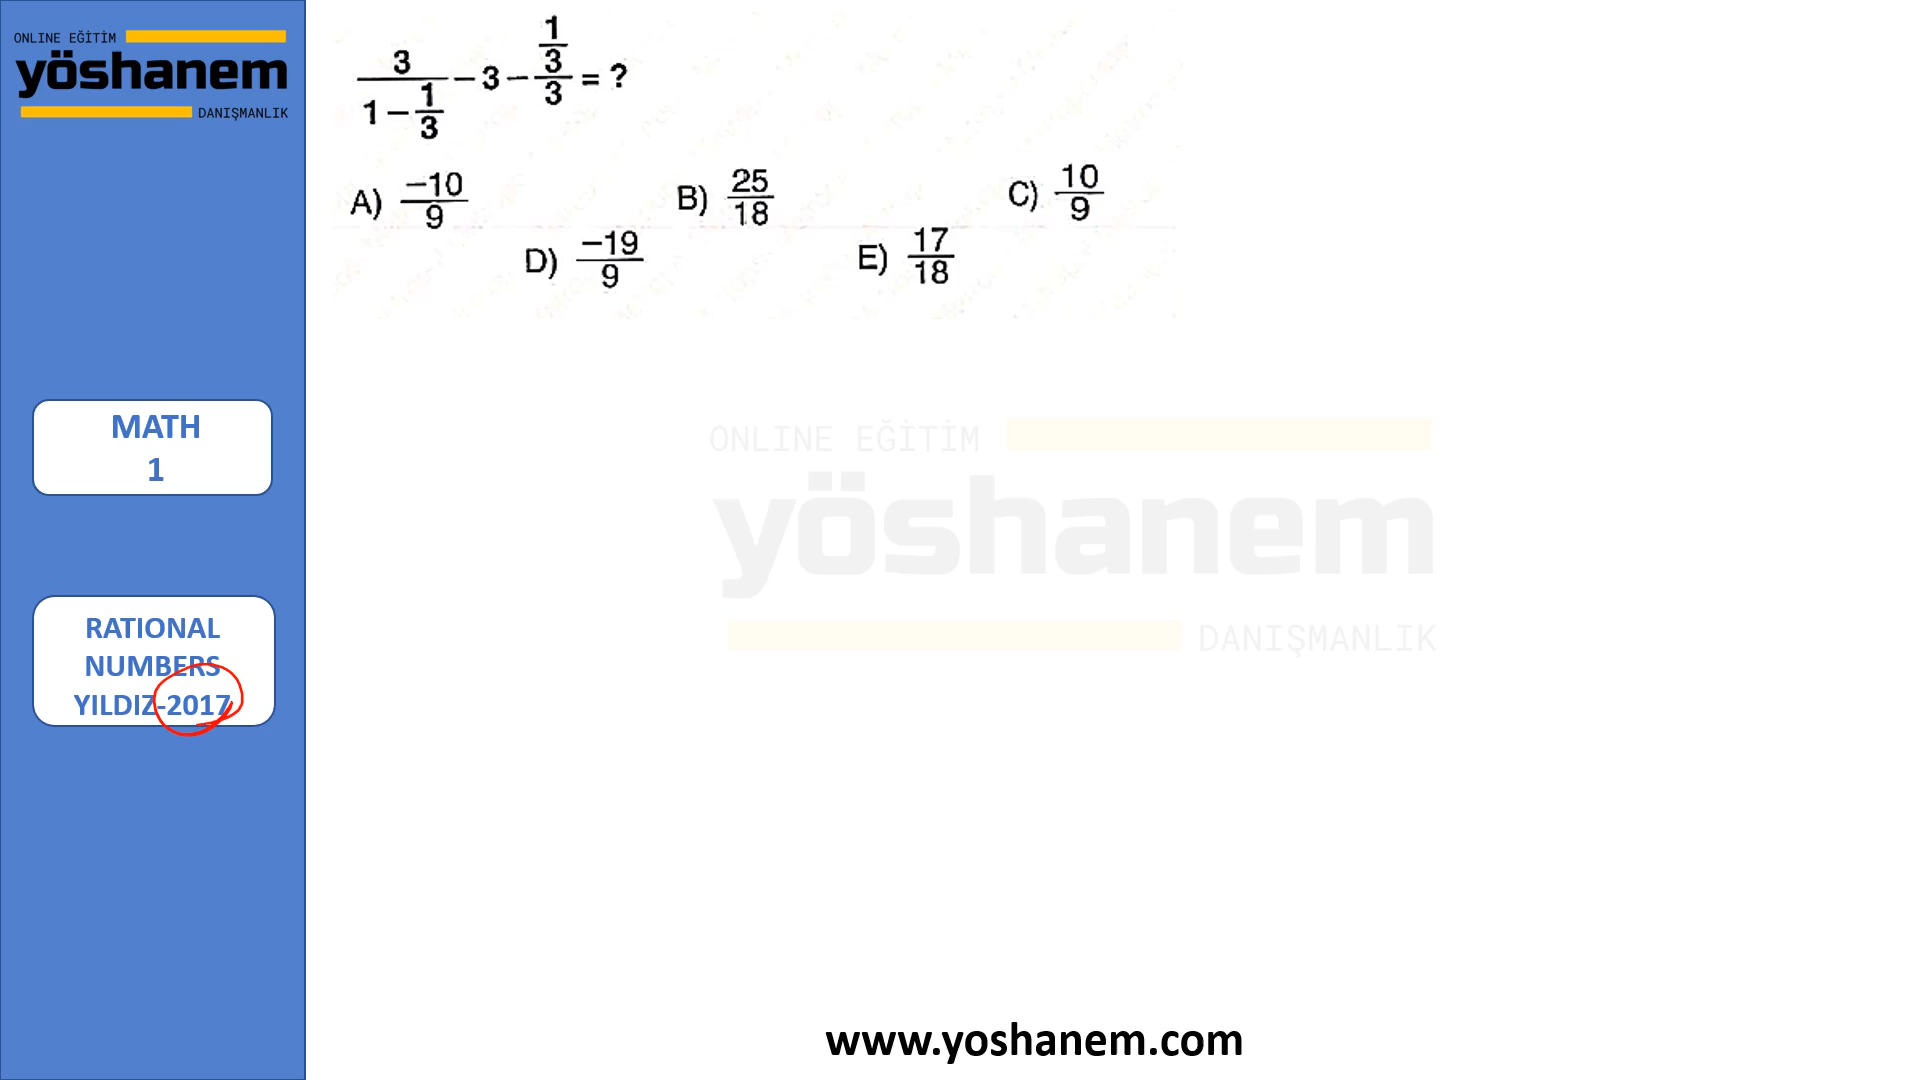 ONLINE EĞİTİM
yöshanem
DANIŞMANLIK
3/(1 − 1/3) − 3 − (1/3)/3 = ?
A) −10/9
B) 25/18
C) 10/9
D) −19/9
E) 17/18
MATH
1
RATIONAL
NUMBERS
YILDIZ-2017
ONLINE EĞİTİM
yöshanem
DANIŞMANLIK
www.yoshanem.com